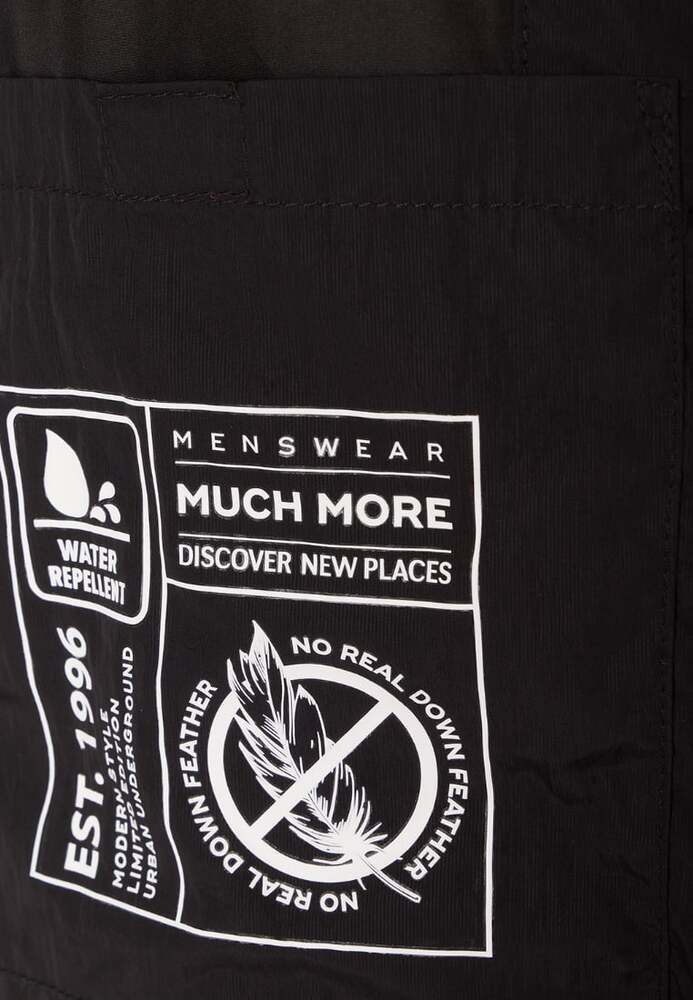 WATER
REPELLENT
EST. 1996
MODERN STYLE
LIMITED EDITION
URBAN UNDERGROUND
MENSWEAR
MUCH MORE
DISCOVER NEW PLACES
NO REAL DOWN FEATHER
NO REAL DOWN FEATHER